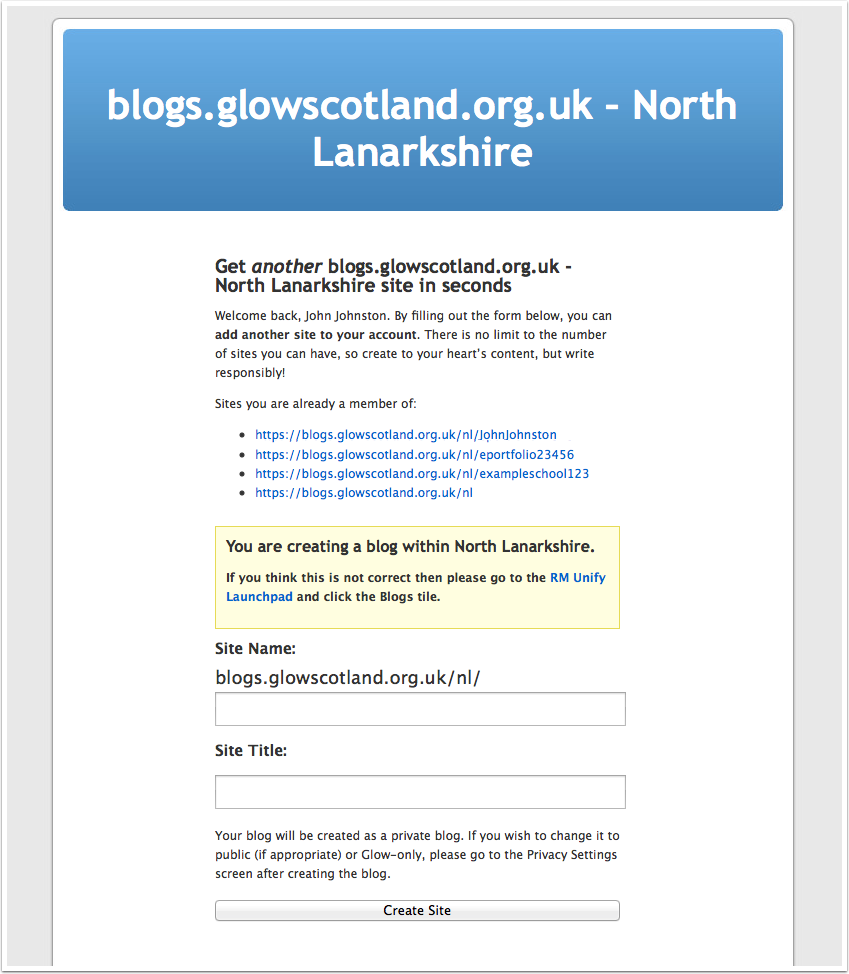 blogs.glowscotland.org.uk – North
Lanarkshire
Get another blogs.glowscotland.org.uk -
North Lanarkshire site in seconds
Welcome back, John Johnston. By filling out the form below, you can
add another site to your account. There is no limit to the number
of sites you can have, so create to your heart’s content, but write
responsibly!
Sites you are already a member of:
• https://blogs.glowscotland.org.uk/nl/JohnJohnston
• https://blogs.glowscotland.org.uk/nl/eportfolio23456
• https://blogs.glowscotland.org.uk/nl/exampleschool123
• https://blogs.glowscotland.org.uk/nl
You are creating a blog within North Lanarkshire.
If you think this is not correct then please go to the RM Unify
Launchpad and click the Blogs tile.
Site Name:
blogs.glowscotland.org.uk/nl/
Site Title:
Your blog will be created as a private blog. If you wish to change it to
public (if appropriate) or Glow-only, please go to the Privacy Settings
screen after creating the blog.
Create Site